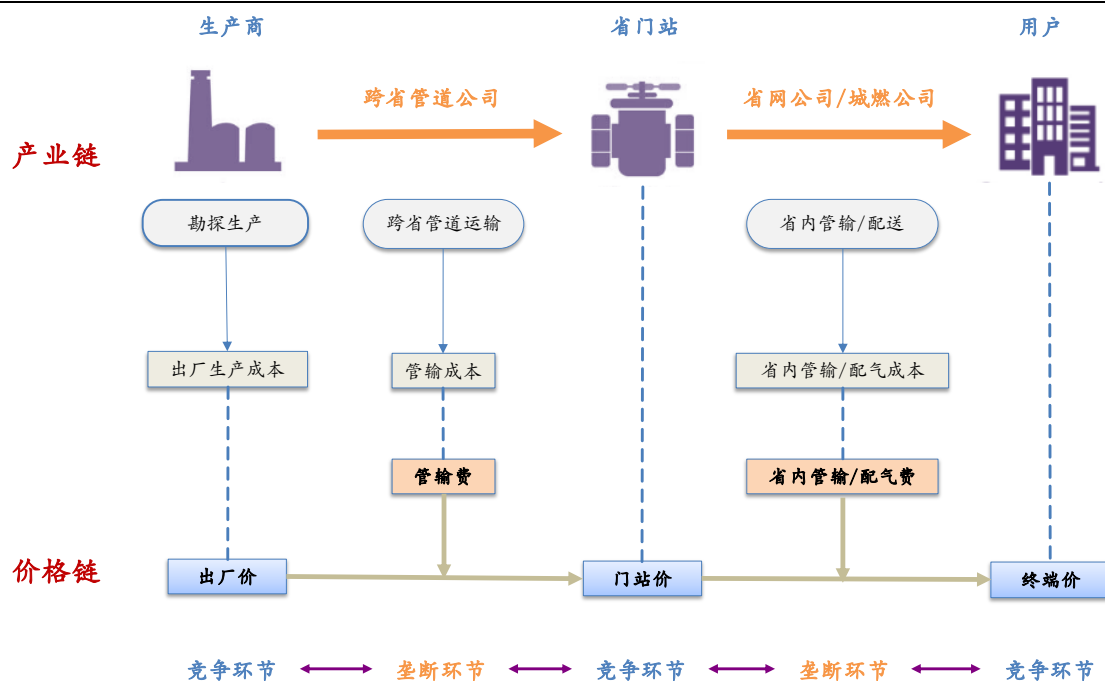 生产商
省门站
用户
跨省管道公司
省网公司/城燃公司
产业链
勘探生产
跨省管道运输
省内管输/配送
出厂生产成本
管输成本
省内管输/配气成本
管输费
省内管输/配气费
价格链
出厂价
门站价
终端价
竞争环节
垄断环节
竞争环节
垄断环节
竞争环节